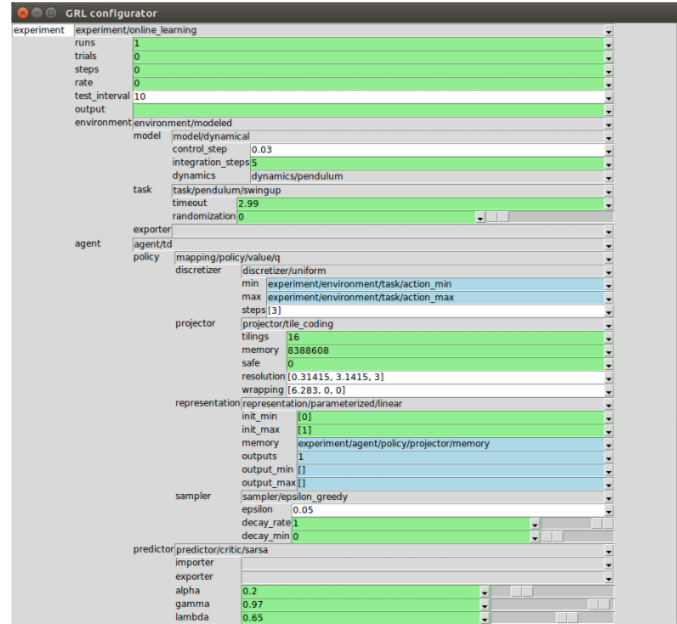 GRL configurator
experiment experiment/online_learning
runs 1
trials 0
steps 0
rate 0
test_interval 10
output
environment environment/modeled
model model/dynamical
control_step 0.03
integration_steps 5
dynamics dynamics/pendulum
task task/pendulum/swingup
timeout 2.99
randomization 0
exporter
agent agent/td
policy mapping/policy/value/q
discretizer discretizer/uniform
min experiment/environment/task/action_min
max experiment/environment/task/action_max
steps [3]
projector projector/tile_coding
tilings 16
memory 8388608
safe 0
resolution [0.31415, 3.1415, 3]
wrapping [6.283, 0, 0]
representation representation/parameterized/linear
init_min [0]
init_max [1]
memory experiment/agent/policy/projector/memory
outputs 1
output_min []
output_max []
sampler sampler/epsilon_greedy
epsilon 0.05
decay_rate 1
decay_min 0
predictor predictor/critic/sarsa
importer
exporter
alpha 0.2
gamma 0.97
lambda 0.65